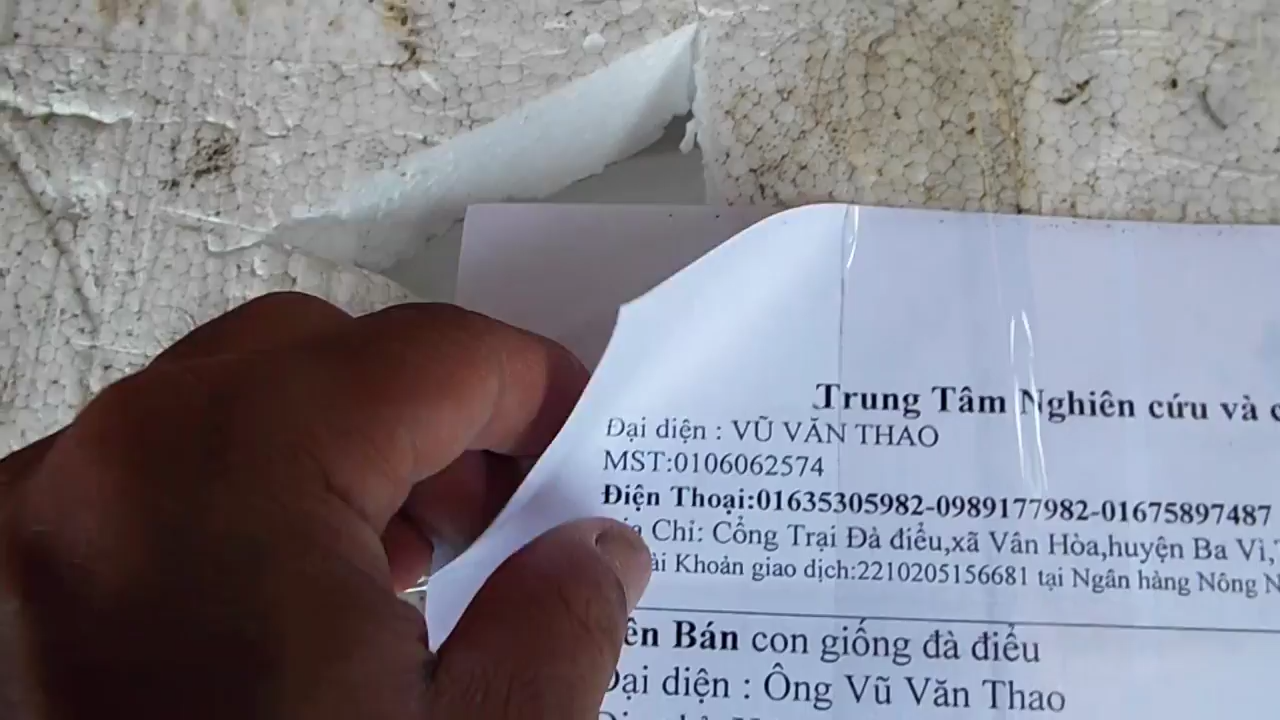 Trung Tâm Nghiên cứu và
Đại diện : VŨ VĂN THAO
MST:0106062574
Điện Thoại:01635305982-0989177982-01675897487
Chỉ: Cổng Trại Đà điểu,xã Vân Hòa,huyện Ba Vì,
Khoản giao dịch:2210205156681 tại Ngân hàng Nông
Bán con giống đà điểu
Đại diện : Ông Vũ Văn Thao